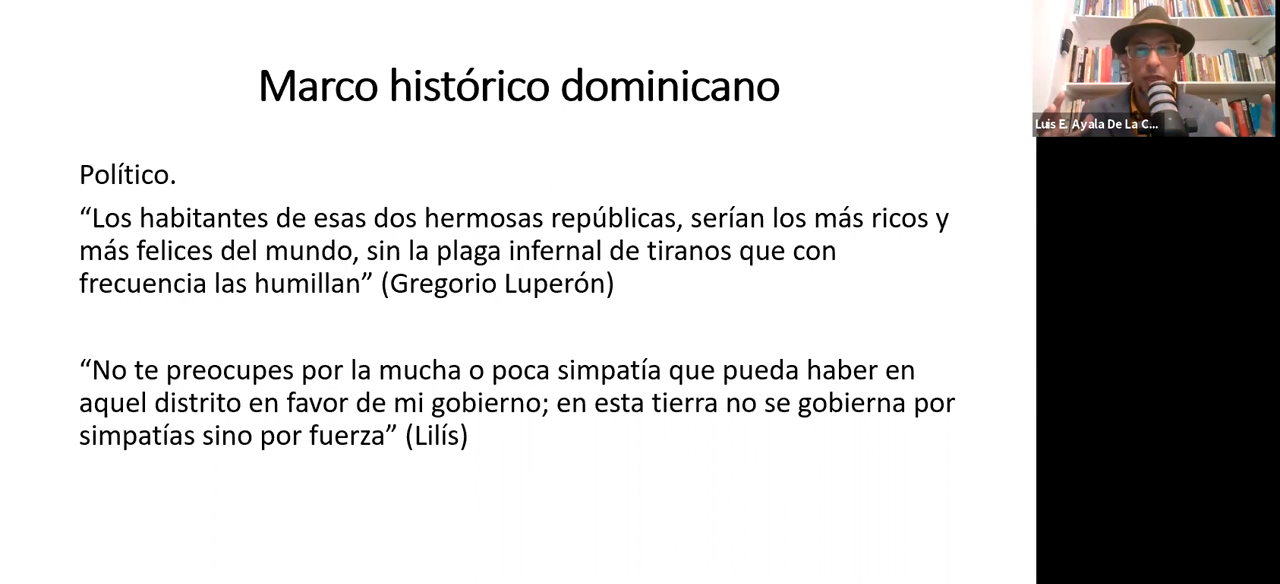 Marco histórico dominicano
Político.
“Los habitantes de esas dos hermosas repúblicas, serían los más ricos y
más felices del mundo, sin la plaga infernal de tiranos que con
frecuencia las humillan” (Gregorio Luperón)
“No te preocupes por la mucha o poca simpatía que pueda haber en
aquel distrito en favor de mi gobierno; en esta tierra no se gobierna por
simpatías sino por fuerza” (Lilís)
Luis E. Ayala De La C...